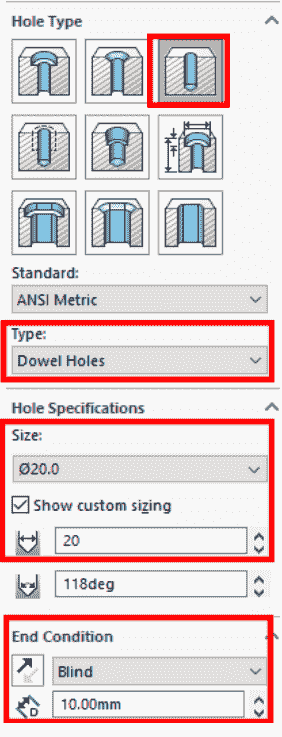 Hole Type
Standard:
ANSI Metric
Type:
Dowel Holes
Hole Specifications
Size:
Ø20.0
Show custom sizing
20
118deg
End Condition
Blind
D
10.00mm